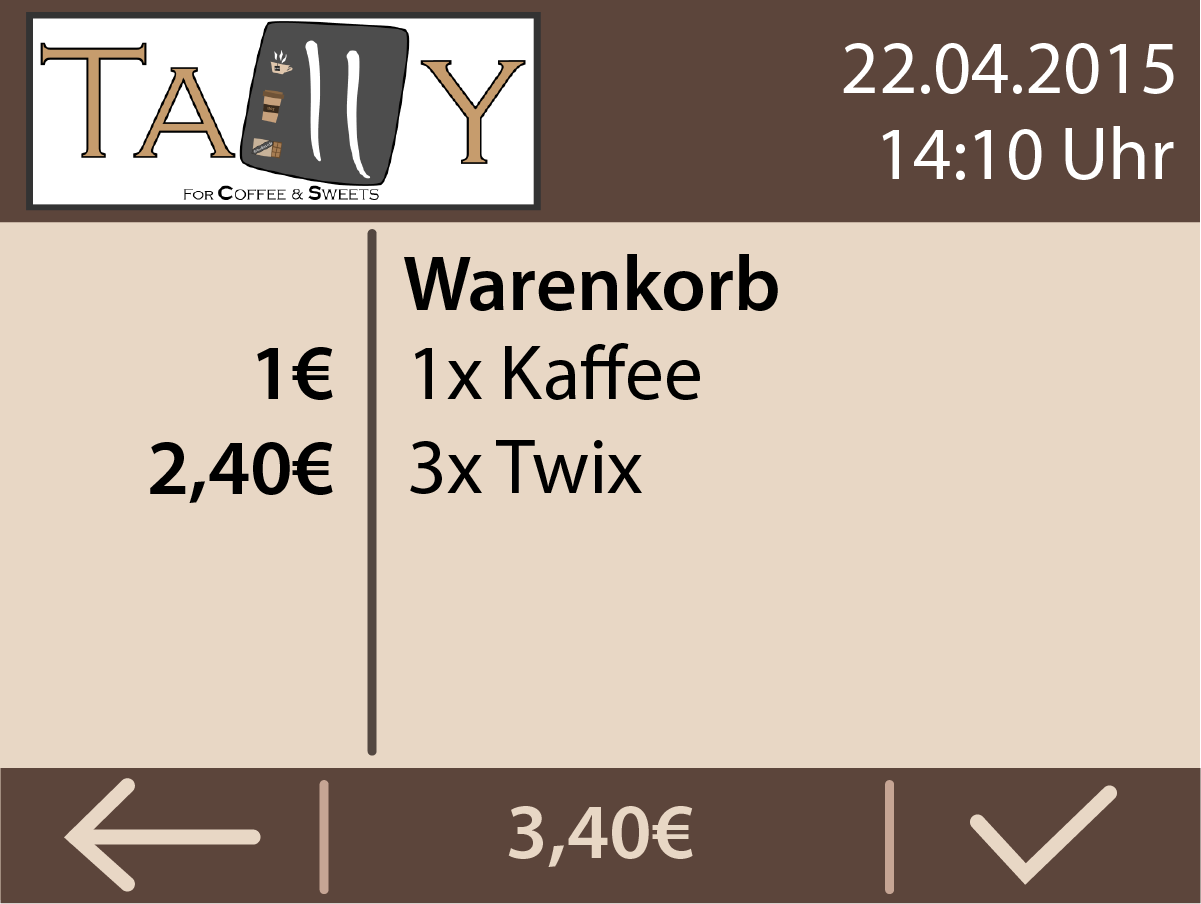 TallY
For Coffee & Sweets
22.04.2015
14:10 Uhr
Warenkorb
1€ 1x Kaffee
2,40€ 3x Twix
3,40€